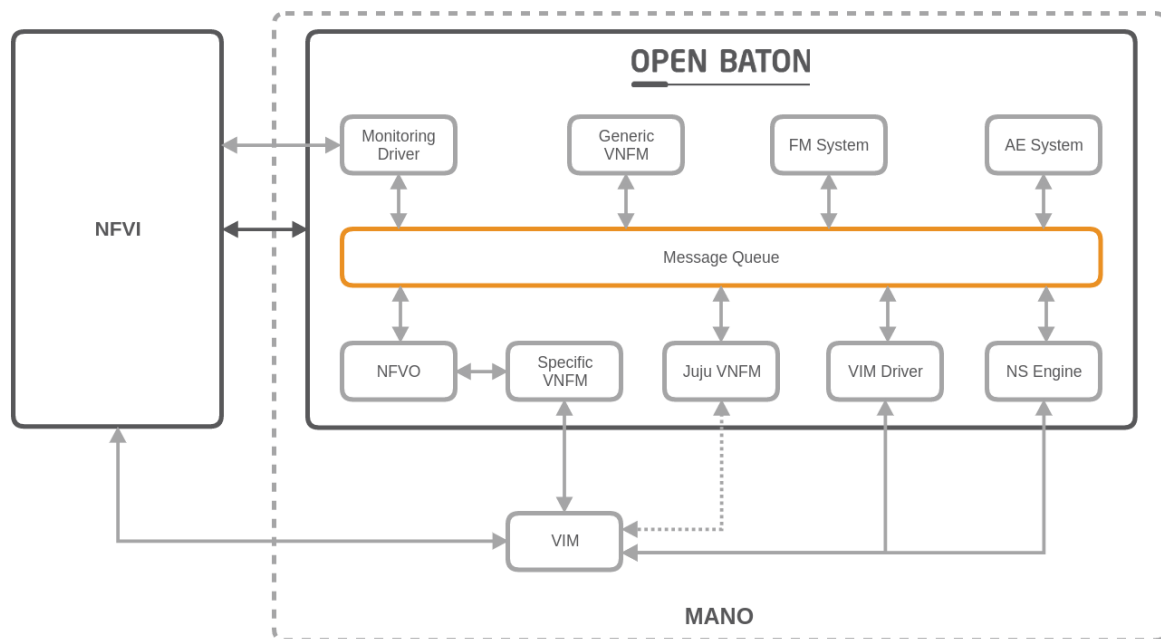 OPEN BATON
Monitoring
Driver
Generic
VNFM
FM System
AE System
NFVI
Message Queue
NFVO
Specific
VNFM
Juju VNFM
VIM Driver
NS Engine
VIM
MANO